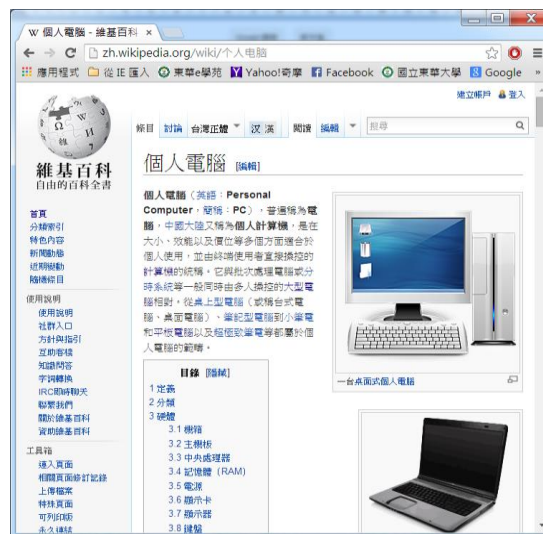 W 個人電腦 - 維基百科 ×
zh.wikipedia.org/wiki/个人电脑
應用程式 從 IE 匯入 東華e學苑 Yahoo!奇摩 Facebook 國立東華大學 Google »
建立帳戶 登入
條目 討論 台灣正體 汉 漢 閱讀 編輯 搜尋
維基百科
自由的百科全書
首頁
分類索引
特色內容
新聞動態
近期變動
隨機條目
使用說明
使用說明
社群入口
方針與指引
互助客棧
知識問答
字詞轉換
IRC即時聊天
聯繫我們
關於維基百科
資助維基百科
工具箱
連入頁面
相關頁面修訂記錄
上傳檔案
特殊頁面
可列印版
永久連結
個人電腦 [編輯]
個人電腦（英語：Personal
Computer，簡稱：PC），普遍稱為電
腦，中國大陸又稱為個人計算機，是在
大小、效能以及價位等多個方面適合於
個人使用，並由終端使用者直接操控的
計算機的統稱。它與批次處理電腦或分
時系統等一般同時由多人操控的大型電
腦相對。從桌上型電腦（或稱台式電
腦、桌面電腦）、筆記型電腦到小筆電
和平板電腦以及超極致筆電等都屬於個
人電腦的範疇。
目錄 [隱藏]
1 定義
2 分類
3 硬體
3.1 機箱
3.2 主機板
3.3 中央處理器
3.4 記憶體（RAM）
3.5 電源
3.6 顯示卡
3.7 顯示器
3.8 鍵盤
一台桌面式個人電腦